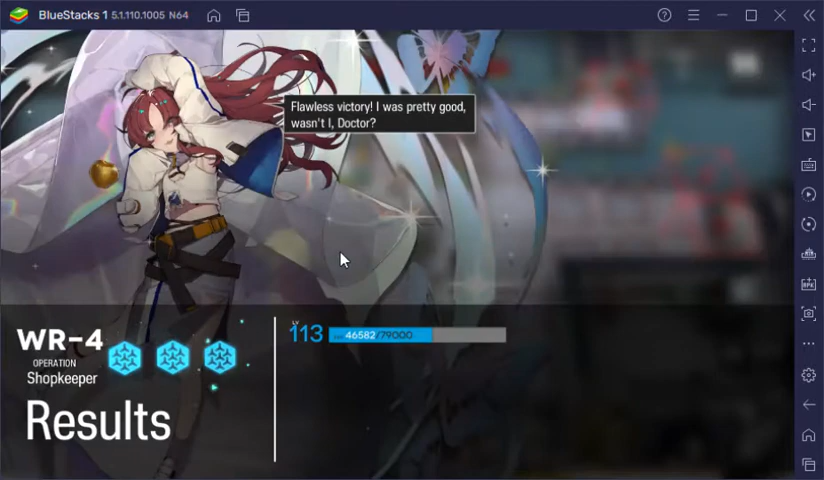 BlueStacks 1 5.1.110.1005 N64
Flawless victory! I was pretty good,
wasn't I, Doctor?
WR-4
OPERATION
Shopkeeper
Results
LV
113
46582/79000